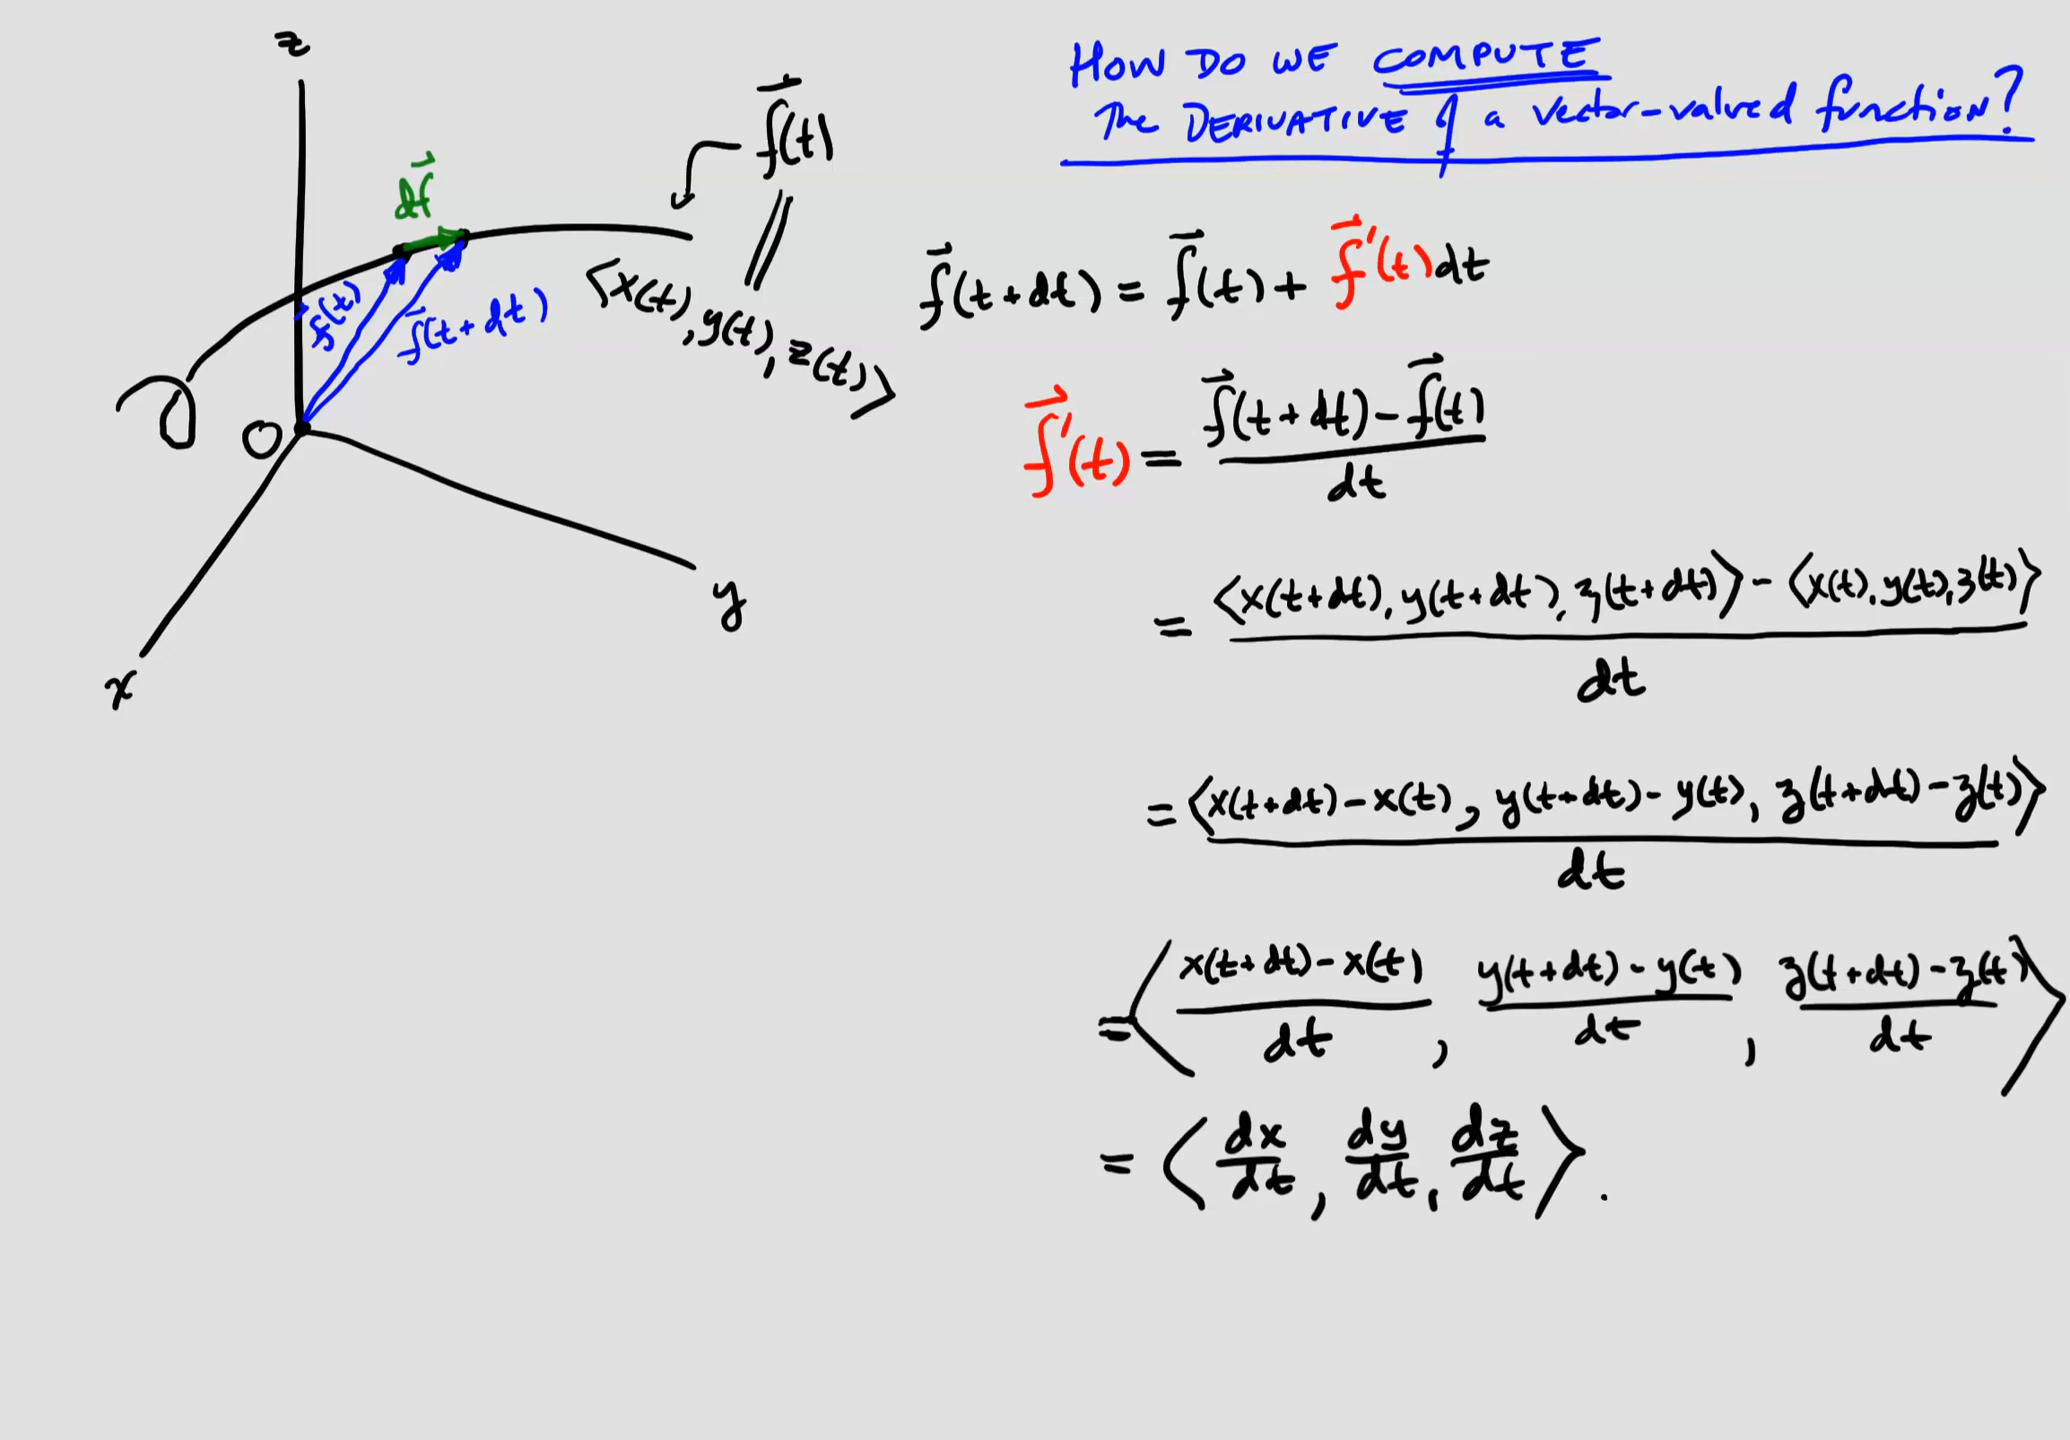 HOW DO WE COMPUTE
The DERIVATIVE of a vector-valued function?
z
f⃗(t)
df⃗
f⃗(t)
f⃗(t+dt)
⟨x(t), y(t), z(t)⟩
O
y
x
f⃗(t+dt) = f⃗(t) + f⃗'(t)dt
f⃗'(t) = (f⃗(t+dt) - f⃗(t)) / dt
= (⟨x(t+dt), y(t+dt), z(t+dt)⟩ - ⟨x(t), y(t), z(t)⟩) / dt
= ⟨x(t+dt) - x(t), y(t+dt) - y(t), z(t+dt) - z(t)⟩ / dt
= ⟨(x(t+dt) - x(t)) / dt, (y(t+dt) - y(t)) / dt, (z(t+dt) - z(t)) / dt⟩
= ⟨dx/dt, dy/dt, dz/dt⟩.